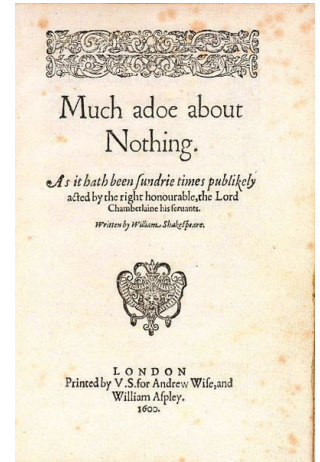 Much adoe about
Nothing.
As it hath been ſundrie times publikely
acted by the right honourable, the Lord
Chamberlaine his ſeruants.
Written by William Shakeſpeare.
LONDON
Printed by V.S. for Andrew Wiſe, and
William Aſpley.
1600.